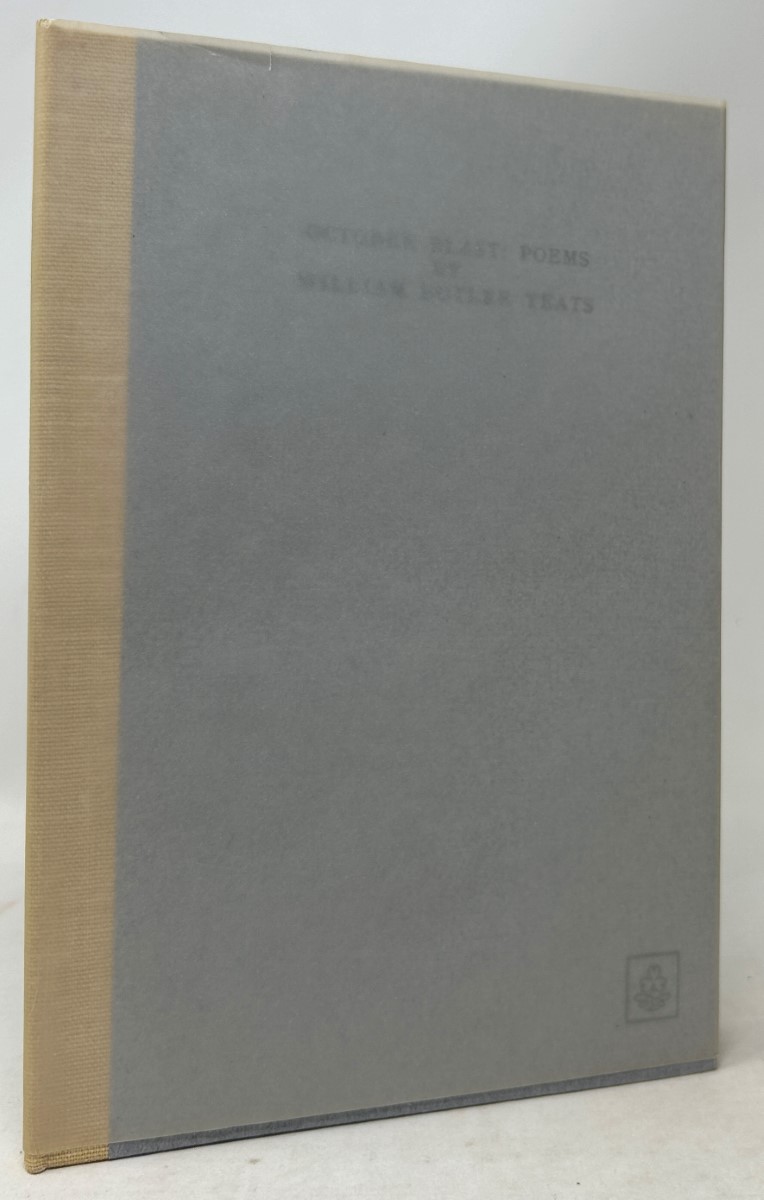 OCTOBER BLAST: POEMS
BY
WILLIAM BUTLER YEATS